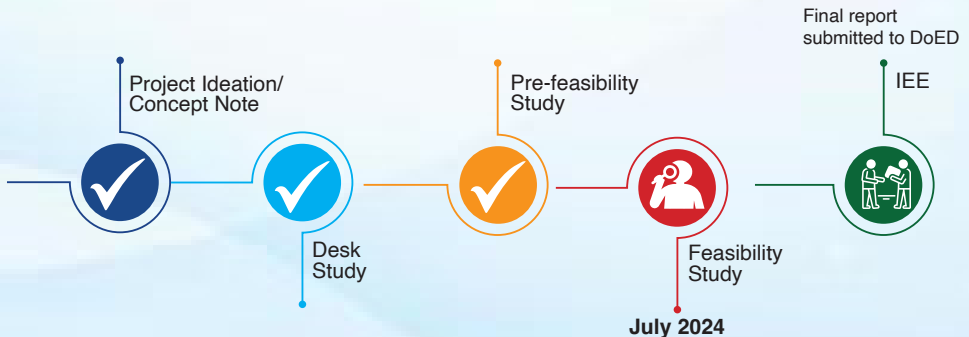 Project Ideation/
Concept Note
Desk
Study
Pre-feasibility
Study
Feasibility
Study
July 2024
Final report
submitted to DoED
IEE